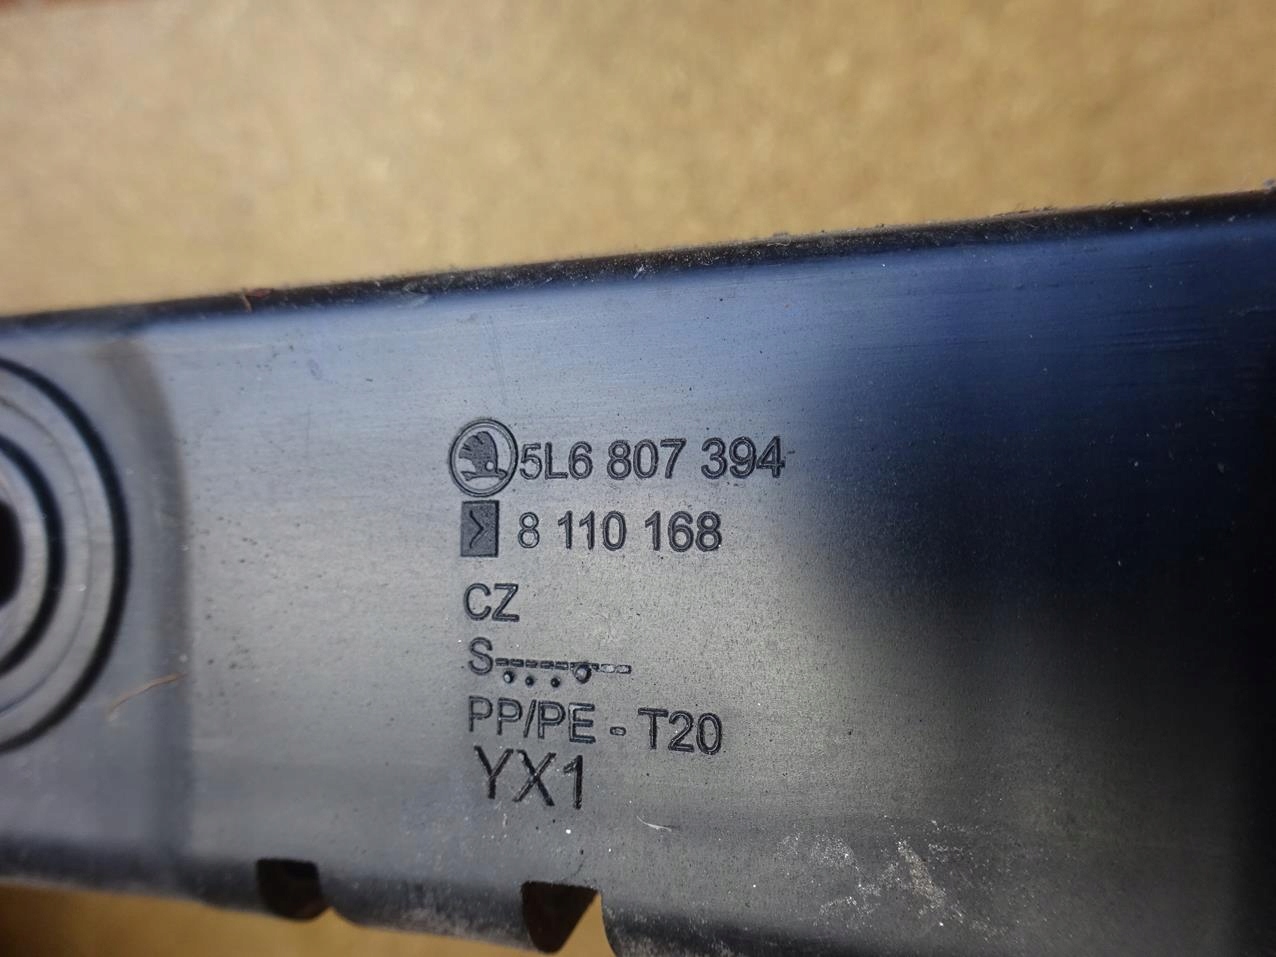 5L6 807 394
8 110 168
CZ
S
PP/PE - T20
YX1